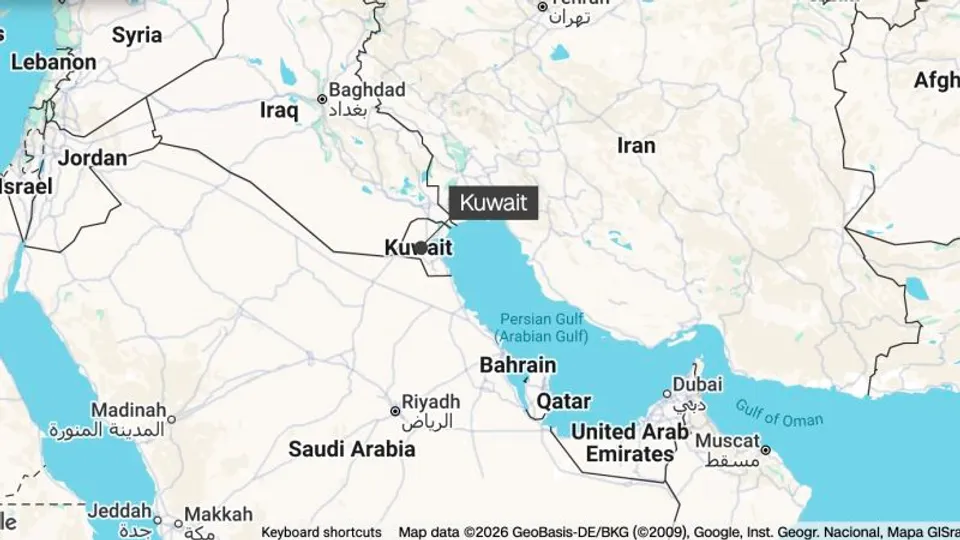 Syria
Lebanon
Tehran
تهران
Baghdad
بغداد
Iraq
Iran
Jordan
Israel
Kuwait
Kuwait
Persian Gulf
(Arabian Gulf)
Bahrain
Qatar
Dubai
دبي
Gulf of Oman
Riyadh
الرياض
Madinah
المدينة المنورة
Saudi Arabia
United Arab
Emirates
Muscat
مسقط
Jeddah
جدة
Makkah
مكة
Keyboard shortcuts
Map data ©2026 GeoBasis-DE/BKG (©2009), Google, Inst. Geogr. Nacional, Mapa GISra